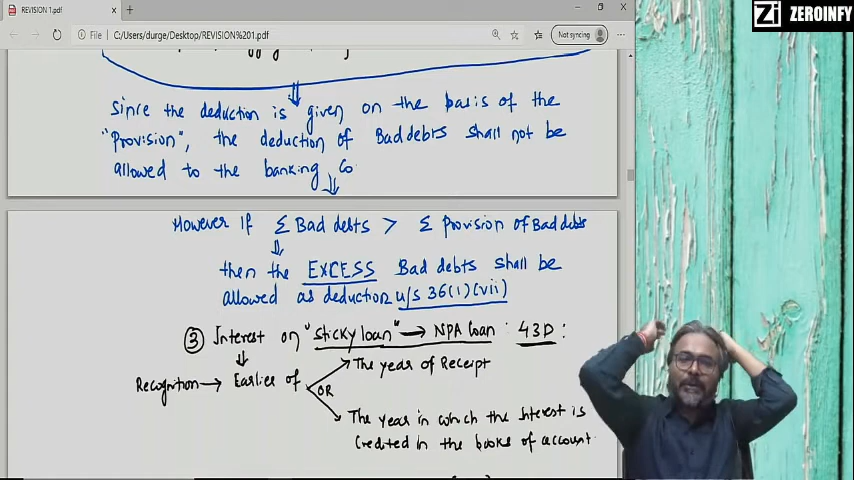 REVISION 1.pdf
File
C:/Users/durge/Desktop/REVISION%201.pdf
Not syncing
Zi ZEROINFY
Since the deduction is given on the basis of the
"Provision", the deduction of Bad debts shall not be
allowed to the banking Co
However If Σ Bad debts > Σ Provision of Bad debts
then the EXCESS Bad debts shall be
allowed as deduction u/s 36(1)(vii)
③ Interest on "sticky loan" → NPA loan : 43D :
Recognition → Earlier of
The year of Receipt
OR
The year in which the Interest is
Credited in the books of account